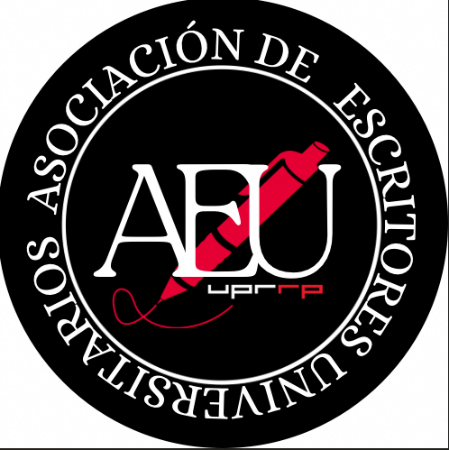 ASOCIACIÓN DE ESCRITORES UNIVERSITARIOS
AEU
uprrp